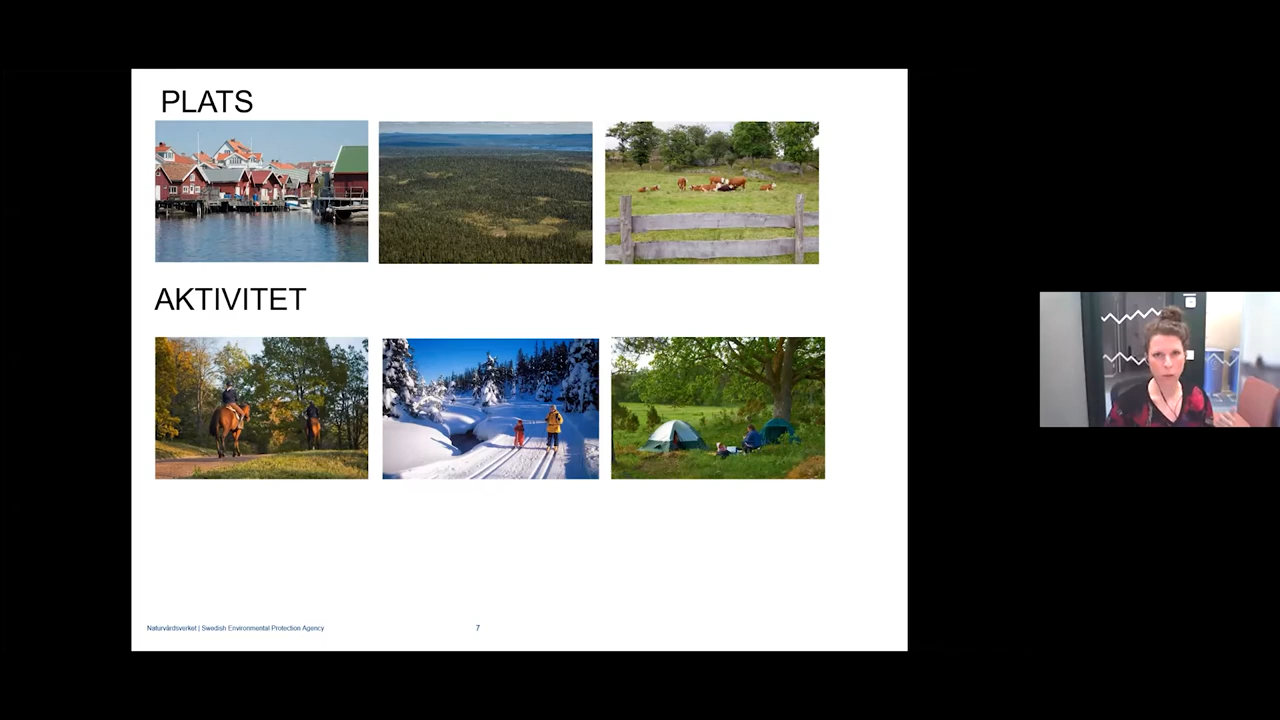 PLATS
AKTIVITET
Naturvårdsverket | Swedish Environmental Protection Agency
7